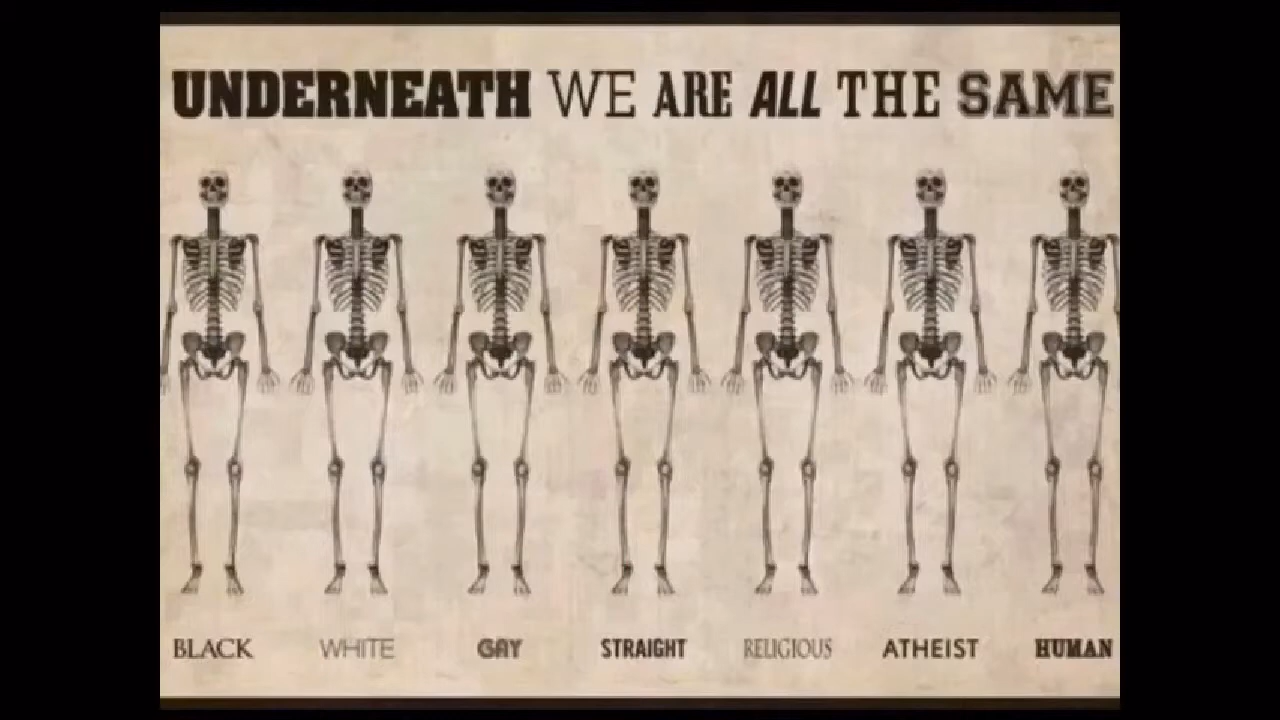 UNDERNEATH WE ARE ALL THE SAME
BLACK WHITE GAY STRAIGHT RELIGIOUS ATHEIST HUMAN